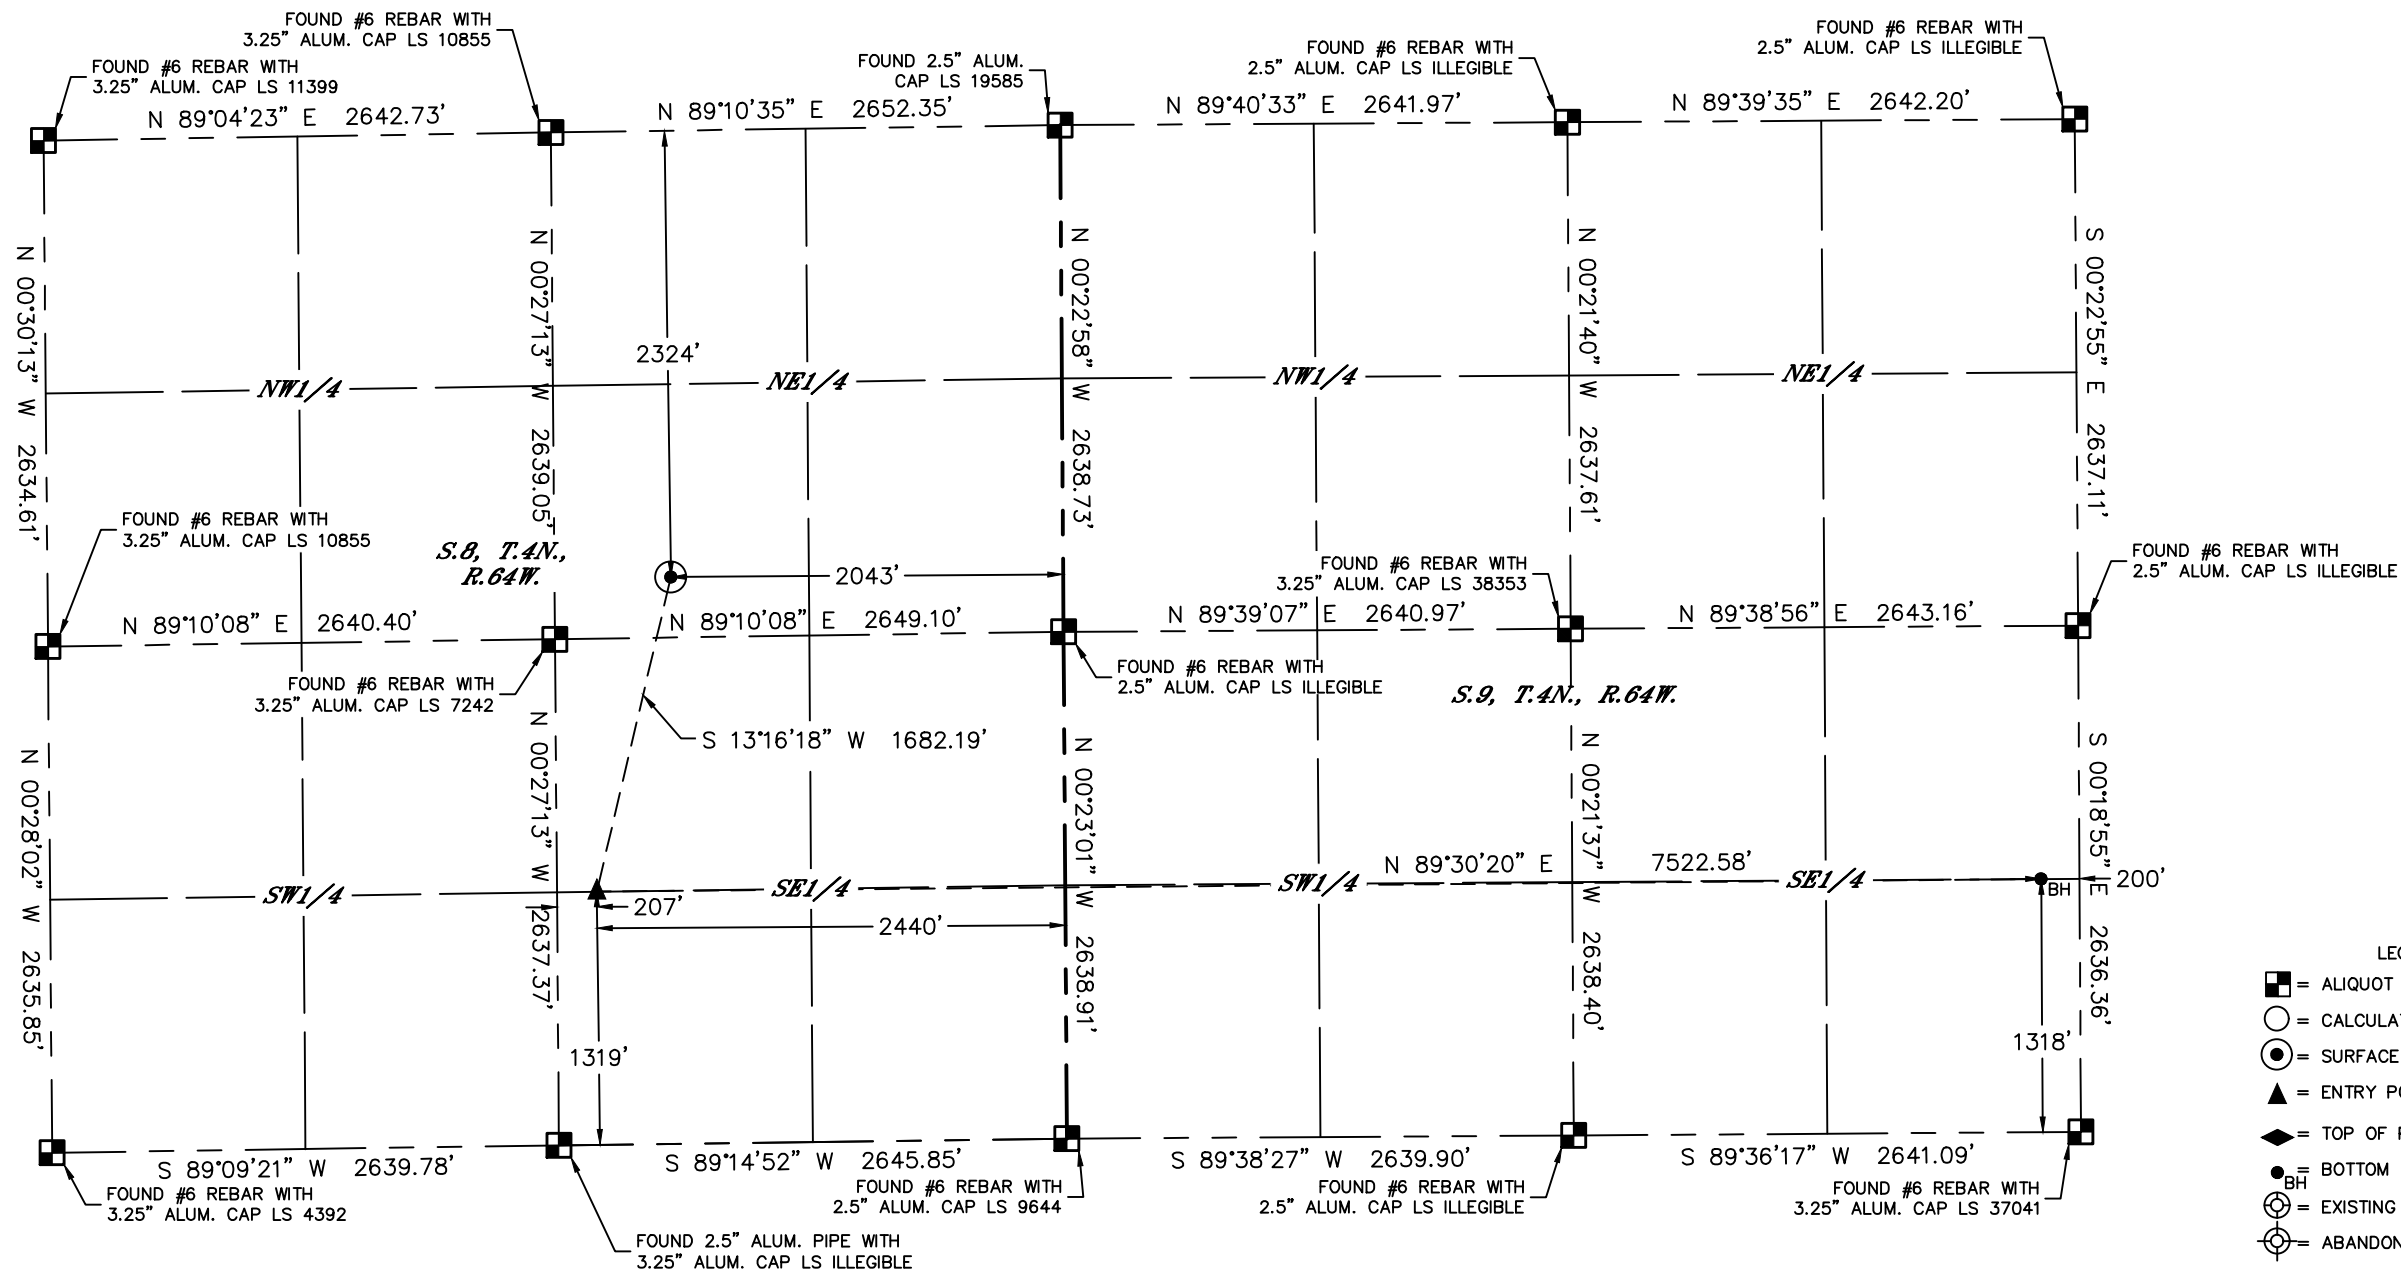 FOUND #6 REBAR WITH
3.25" ALUM. CAP LS 10855
FOUND #6 REBAR WITH
3.25" ALUM. CAP LS 11399
FOUND 2.5" ALUM.
CAP LS 19585
FOUND #6 REBAR WITH
2.5" ALUM. CAP LS ILLEGIBLE
FOUND #6 REBAR WITH
2.5" ALUM. CAP LS ILLEGIBLE
N 89°04'23" E 2642.73'
N 89°10'35" E 2652.35'
N 89°40'33" E 2641.97'
N 89°39'35" E 2642.20'
N 00°30'13" W 2634.61'
N 00°27'13" W 2639.05'
N 00°22'58" W 2638.73'
N 00°21'40" W 2637.61'
S 00°22'55" E 2637.11'
2324'
NW1/4
NE1/4
NW1/4
NE1/4
FOUND #6 REBAR WITH
3.25" ALUM. CAP LS 10855
S.8, T.4N.,
R.64W.
2043'
FOUND #6 REBAR WITH
3.25" ALUM. CAP LS 38353
FOUND #6 REBAR WITH
2.5" ALUM. CAP LS ILLEGIBLE
N 89°10'08" E 2640.40'
N 89°10'08" E 2649.10'
N 89°39'07" E 2640.97'
N 89°38'56" E 2643.16'
FOUND #6 REBAR WITH
3.25" ALUM. CAP LS 7242
FOUND #6 REBAR WITH
2.5" ALUM. CAP LS ILLEGIBLE
S.9, T.4N., R.64W.
S 13°16'18" W 1682.19'
N 00°28'02" W 2635.85'
N 00°27'13" W 2637.37'
N 00°23'01" W 2638.91'
N 00°21'37" W 2638.40'
S 00°18'55" E 2636.36'
N 89°30'20" E 7522.58'
SW1/4
SE1/4
SW1/4
SE1/4
BH
200'
207'
2440'
1319'
1318'
S 89°09'21" W 2639.78'
S 89°14'52" W 2645.85'
S 89°38'27" W 2639.90'
S 89°36'17" W 2641.09'
FOUND #6 REBAR WITH
3.25" ALUM. CAP LS 4392
FOUND 2.5" ALUM. PIPE WITH
3.25" ALUM. CAP LS ILLEGIBLE
FOUND #6 REBAR WITH
2.5" ALUM. CAP LS 9644
FOUND #6 REBAR WITH
2.5" ALUM. CAP LS ILLEGIBLE
FOUND #6 REBAR WITH
3.25" ALUM. CAP LS 37041
= ALIQUOT
=
= SURFACE
= ENTRY
= TOP OF
BH = BOTTOM
= EXISTING
=